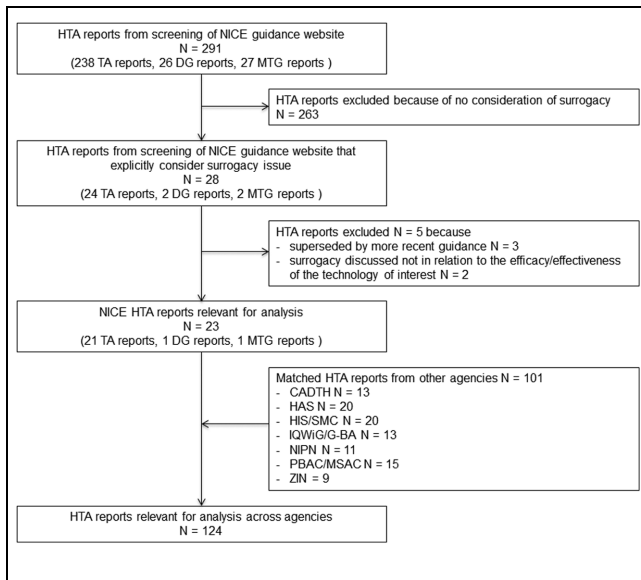 HTA reports from screening of NICE guidance website
N = 291
(238 TA reports, 26 DG reports, 27 MTG reports )
HTA reports excluded because of no consideration of surrogacy
N = 263
HTA reports from screening of NICE guidance website that
explicitly consider surrogacy issue
N = 28
(24 TA reports, 2 DG reports, 2 MTG reports )
HTA reports excluded N = 5 because
- superseded by more recent guidance N = 3
- surrogacy discussed not in relation to the efficacy/effectiveness
of the technology of interest N = 2
NICE HTA reports relevant for analysis
N = 23
(21 TA reports, 1 DG reports, 1 MTG reports )
Matched HTA reports from other agencies N = 101
- CADTH N = 13
- HAS N = 20
- HIS/SMC N = 20
- IQWiG/G-BA N = 13
- NIPN N = 11
- PBAC/MSAC N = 15
- ZIN N = 9
HTA reports relevant for analysis across agencies
N = 124